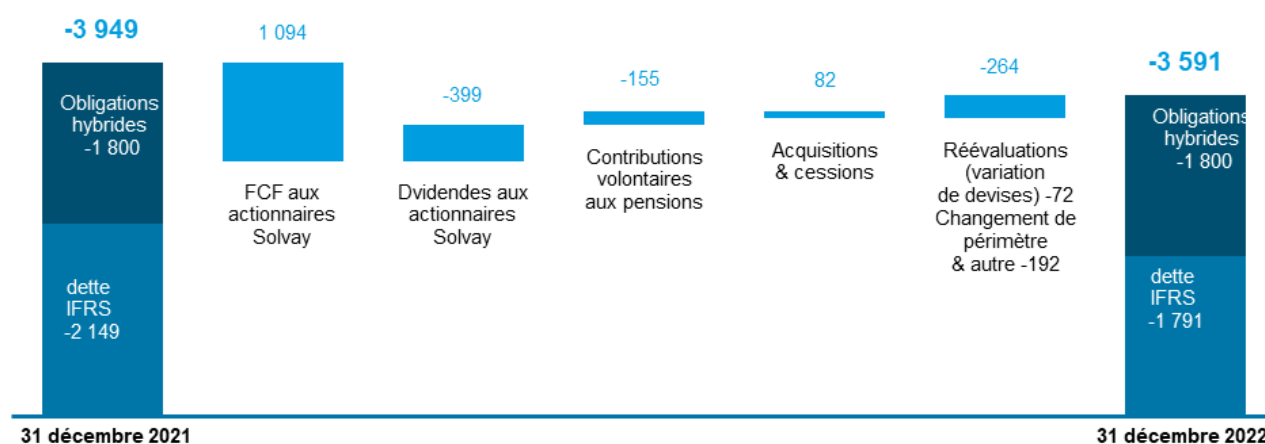 -3 949
Obligations
hybrides
-1 800
dette
IFRS
-2 149
31 décembre 2021
1 094
FCF aux
actionnaires
Solvay
-399
Dvidendes aux
actionnaires
Solvay
-155
Contributions
volontaires
aux pensions
82
Acquisitions
& cessions
-264
Réévaluations
(variation
de devises) -72
Changement de
périmètre
& autre -192
-3 591
Obligations
hybrides
-1 800
dette
IFRS
-1 791
31 décembre 2022